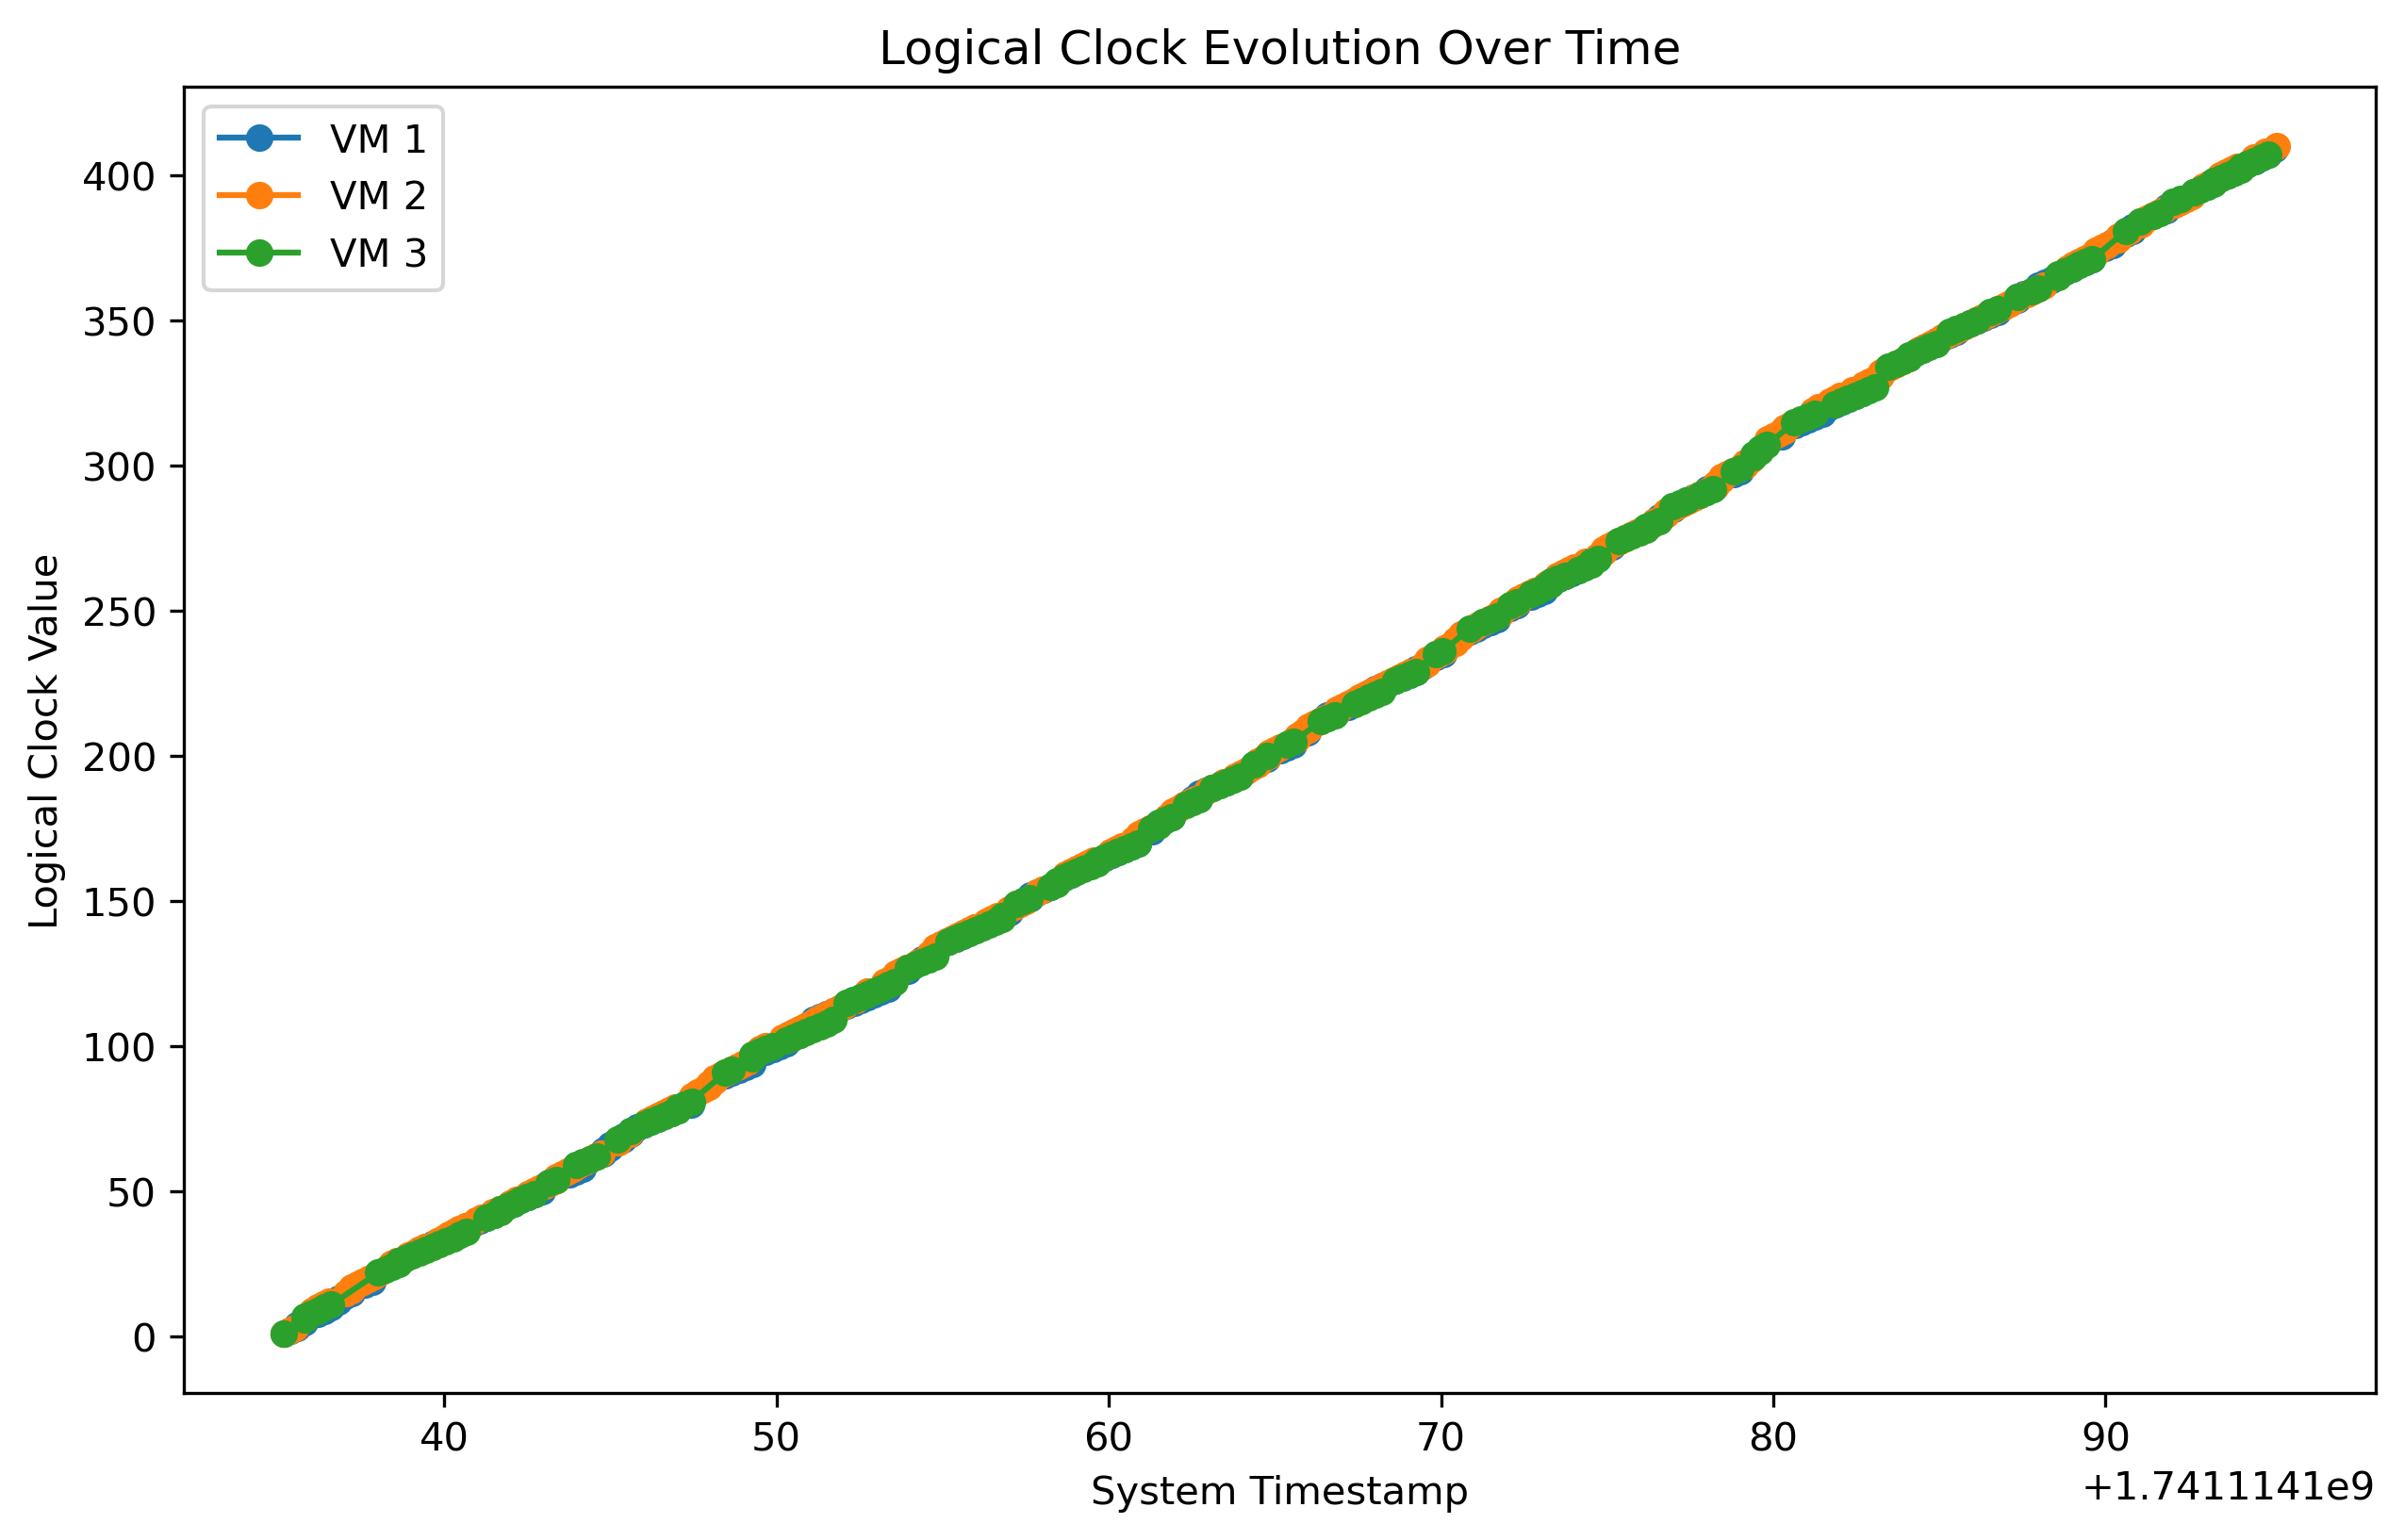 Logical Clock Evolution Over Time
VM 1
VM 2
VM 3
Logical Clock Value
400
350
300
250
200
150
100
50
0
40 50 60 70 80 90
System Timestamp
+1.7411141e9